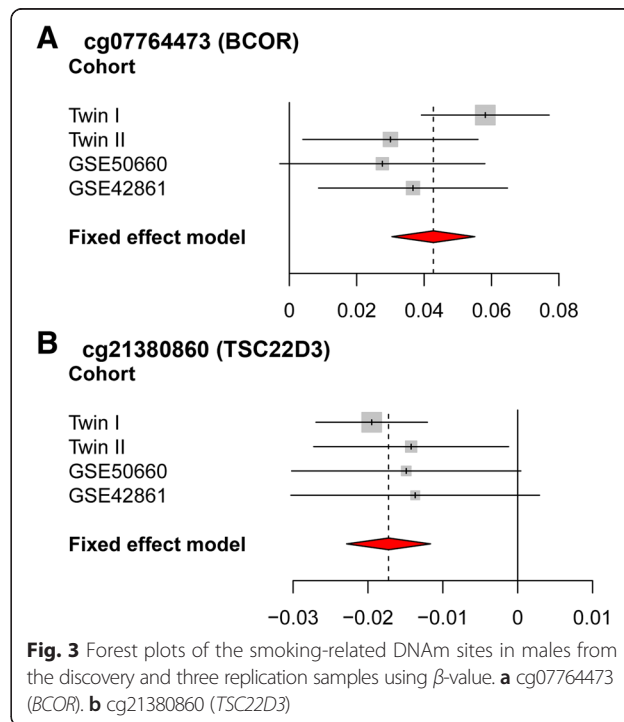 A cg07764473 (BCOR)
Cohort
Twin I
Twin II
GSE50660
GSE42861
Fixed effect model
0 0.02 0.04 0.06 0.08
B cg21380860 (TSC22D3)
Cohort
Twin I
Twin II
GSE50660
GSE42861
Fixed effect model
−0.03 −0.02 −0.01 0 0.01
Fig. 3 Forest plots of the smoking-related DNAm sites in males from
the discovery and three replication samples using β-value. a cg07764473
(BCOR). b cg21380860 (TSC22D3)